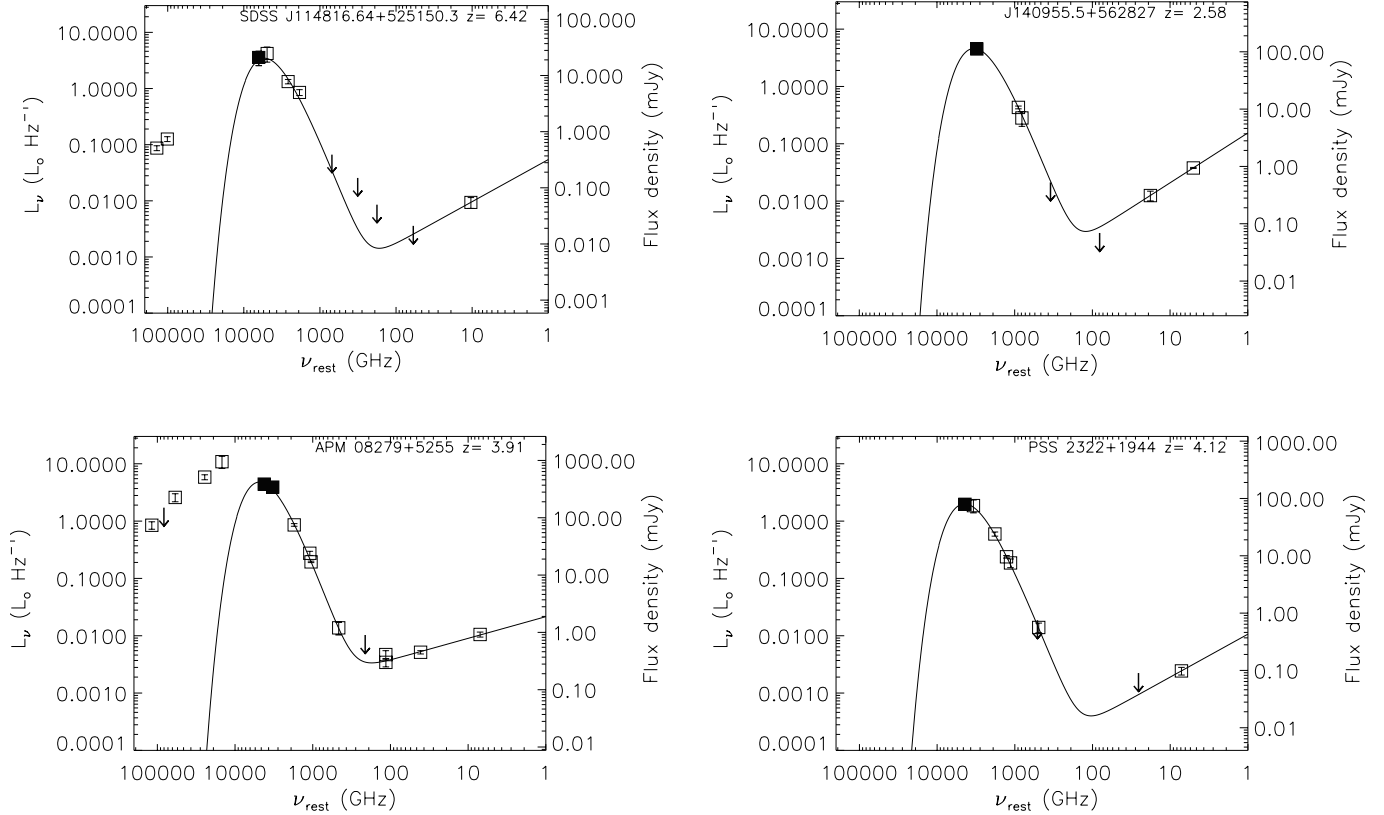 SDSS J114816.64+525150.3 z= 6.42
10.0000
1.0000
0.1000
0.0100
0.0010
0.0001
L_ν (L_o Hz⁻¹)
100.000
10.000
1.000
0.100
0.010
0.001
Flux density (mJy)
100000 10000 1000 100 10 1
ν_rest (GHz)
J140955.5+562827 z= 2.58
10.0000
1.0000
0.1000
0.0100
0.0010
0.0001
L_ν (L_o Hz⁻¹)
100.00
10.00
1.00
0.10
0.01
Flux density (mJy)
100000 10000 1000 100 10 1
ν_rest (GHz)
APM 08279+5255 z= 3.91
10.0000
1.0000
0.1000
0.0100
0.0010
0.0001
L_ν (L_o Hz⁻¹)
1000.00
100.00
10.00
1.00
0.10
0.01
Flux density (mJy)
100000 10000 1000 100 10 1
ν_rest (GHz)
PSS 2322+1944 z= 4.12
10.0000
1.0000
0.1000
0.0100
0.0010
0.0001
L_ν (L_o Hz⁻¹)
1000.00
100.00
10.00
1.00
0.10
0.01
Flux density (mJy)
100000 10000 1000 100 10 1
ν_rest (GHz)